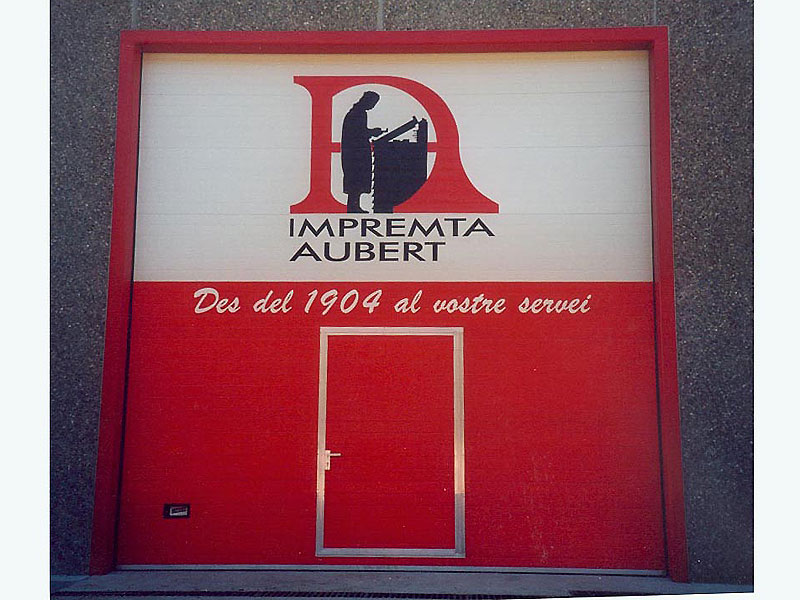 IMPREMTA
AUBERT
Des del 1904 al vostre servei